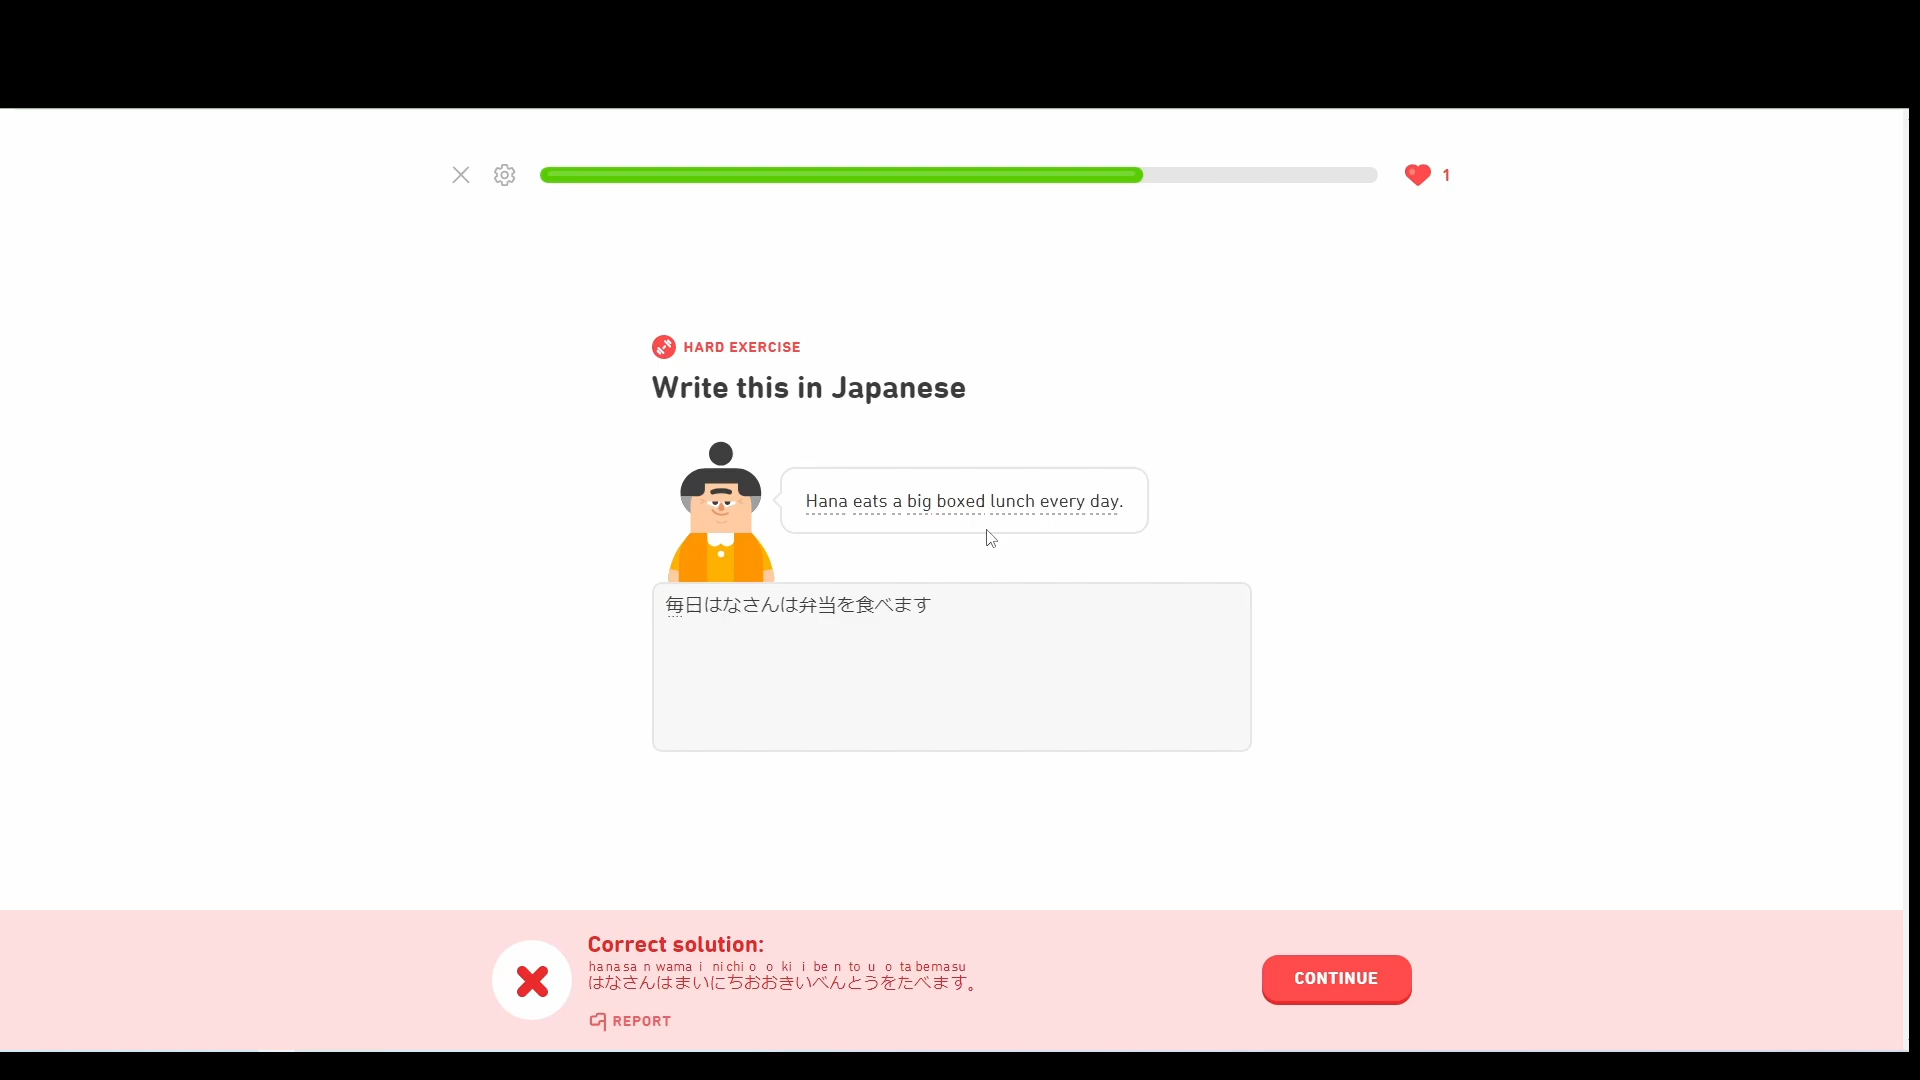 1
HARD EXERCISE
Write this in Japanese
Hana eats a big boxed lunch every day.
毎日はなさんは弁当を食べます
Correct solution:
hanasa n wama i nichi o o ki i be n to u o ta bemasu
はなさんはまいにちおおきいべんとうをたべます。
CONTINUE
REPORT